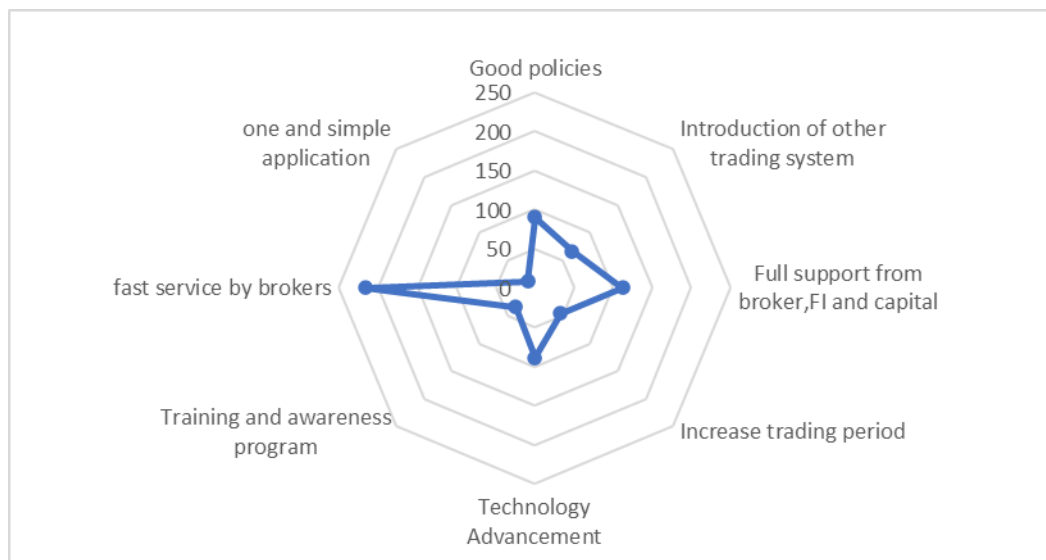 Good policies
250
200
150
100
50
0
Introduction of other
trading system
Full support from
broker,FI and capital
Increase trading period
Technology
Advancement
Training and awareness
program
fast service by brokers
one and simple
application